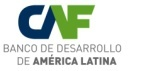 CAF
BANCO DE DESARROLLO
DE AMÉRICA LATINA